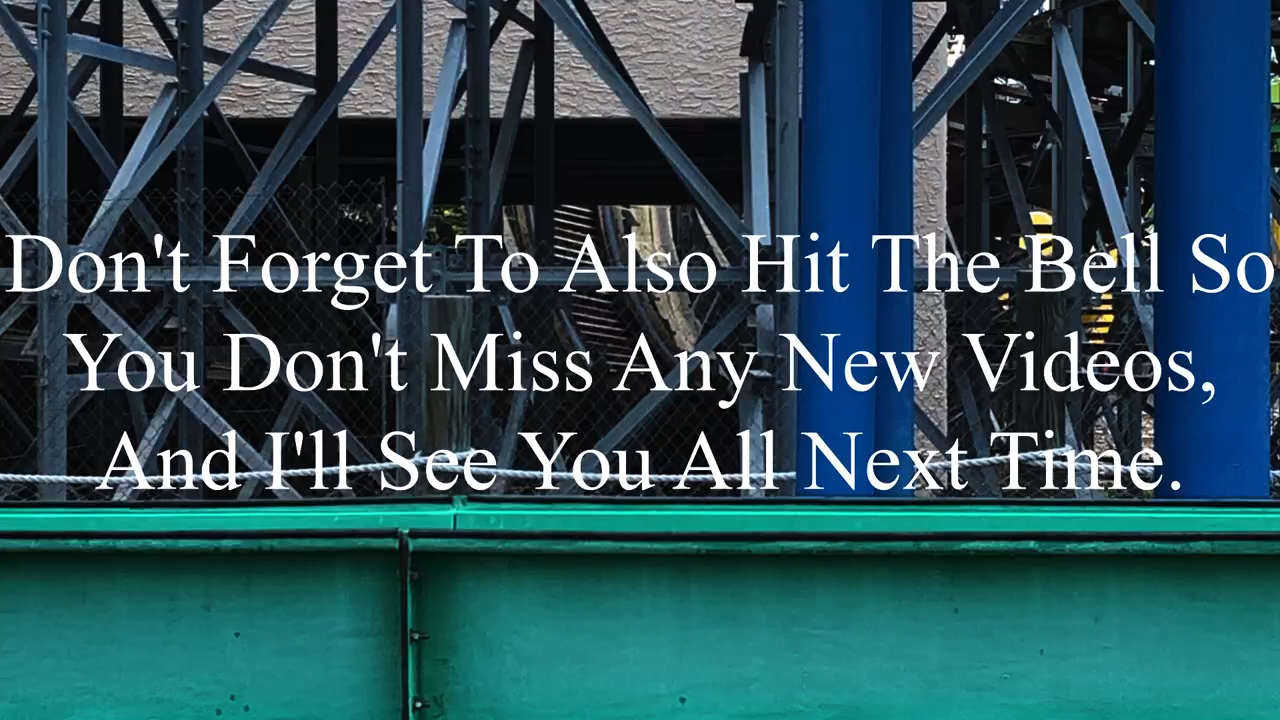 Don't Forget To Also Hit The Bell So
You Don't Miss Any New Videos,
And I'll See You All Next Time.